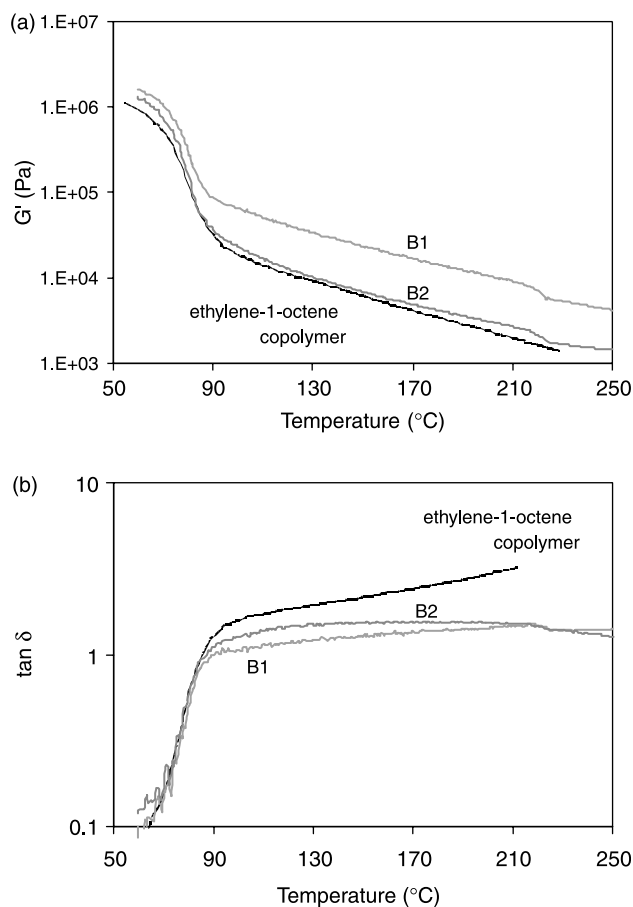 (a)
1.E+07
1.E+06
1.E+05
1.E+04
1.E+03
G' (Pa)
B1
B2
ethylene-1-octene
copolymer
50
90
130
170
210
250
Temperature (°C)
(b)
10
1
0.1
tan δ
ethylene-1-octene
copolymer
B2
B1
50
90
130
170
210
250
Temperature (°C)